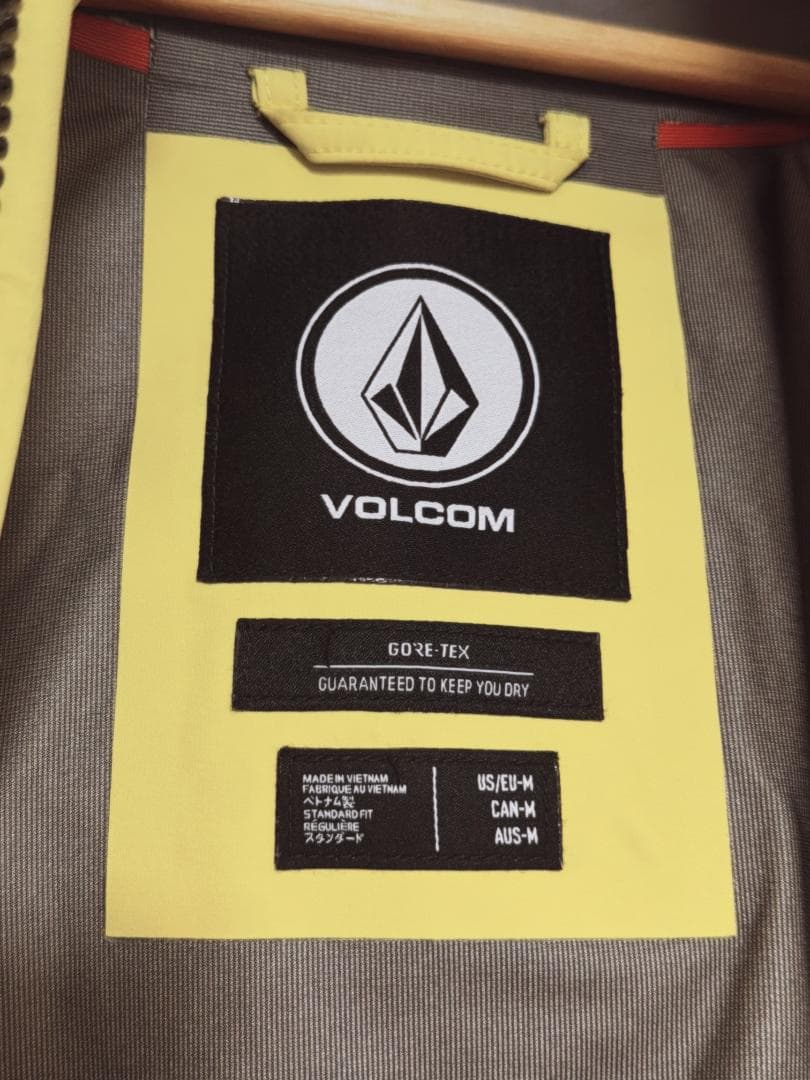 VOLCOM
GORE-TEX
GUARANTEED TO KEEP YOU DRY
MADE IN VIETNAM
FABRIQUE AU VIETNAM
ベトナム製
STANDARD FIT
RÉGULIÈRE
スタンダード
US/EU-M
CAN-M
AUS-M